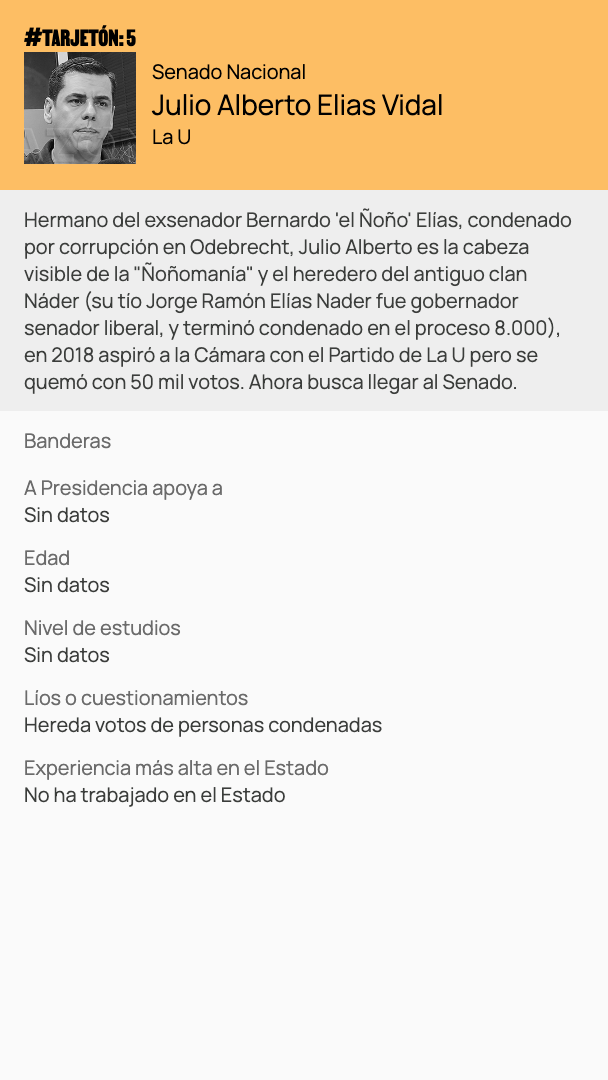 #TARJETÓN: 5
Senado Nacional
Julio Alberto Elias Vidal
La U
Hermano del exsenador Bernardo 'el Ñoño' Elías, condenado
por corrupción en Odebrecht, Julio Alberto es la cabeza
visible de la "Ñoñomanía" y el heredero del antiguo clan
Náder (su tío Jorge Ramón Elías Nader fue gobernador
senador liberal, y terminó condenado en el proceso 8.000),
en 2018 aspiró a la Cámara con el Partido de La U pero se
quemó con 50 mil votos. Ahora busca llegar al Senado.
Banderas
A Presidencia apoya a
Sin datos
Edad
Sin datos
Nivel de estudios
Sin datos
Líos o cuestionamientos
Hereda votos de personas condenadas
Experiencia más alta en el Estado
No ha trabajado en el Estado